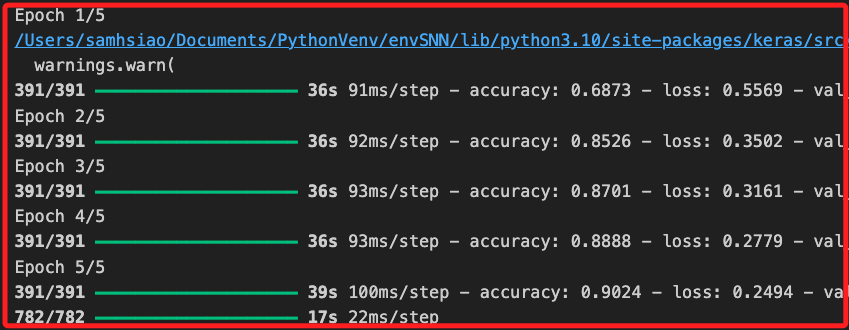 Epoch 1/5
/Users/samhsiao/Documents/PythonVenv/envSNN/lib/python3.10/site-packages/keras/src
warnings.warn(
391/391 ━━━━━━━━━━━━━━━━━━━━ 36s 91ms/step - accuracy: 0.6873 - loss: 0.5569 - val_
Epoch 2/5
391/391 ━━━━━━━━━━━━━━━━━━━━ 36s 92ms/step - accuracy: 0.8526 - loss: 0.3502 - val_
Epoch 3/5
391/391 ━━━━━━━━━━━━━━━━━━━━ 36s 93ms/step - accuracy: 0.8701 - loss: 0.3161 - val_
Epoch 4/5
391/391 ━━━━━━━━━━━━━━━━━━━━ 36s 93ms/step - accuracy: 0.8888 - loss: 0.2779 - val_
Epoch 5/5
391/391 ━━━━━━━━━━━━━━━━━━━━ 39s 100ms/step - accuracy: 0.9024 - loss: 0.2494 - va
782/782 ━━━━━━━━━━━━━━━━━━━━ 17s 22ms/step